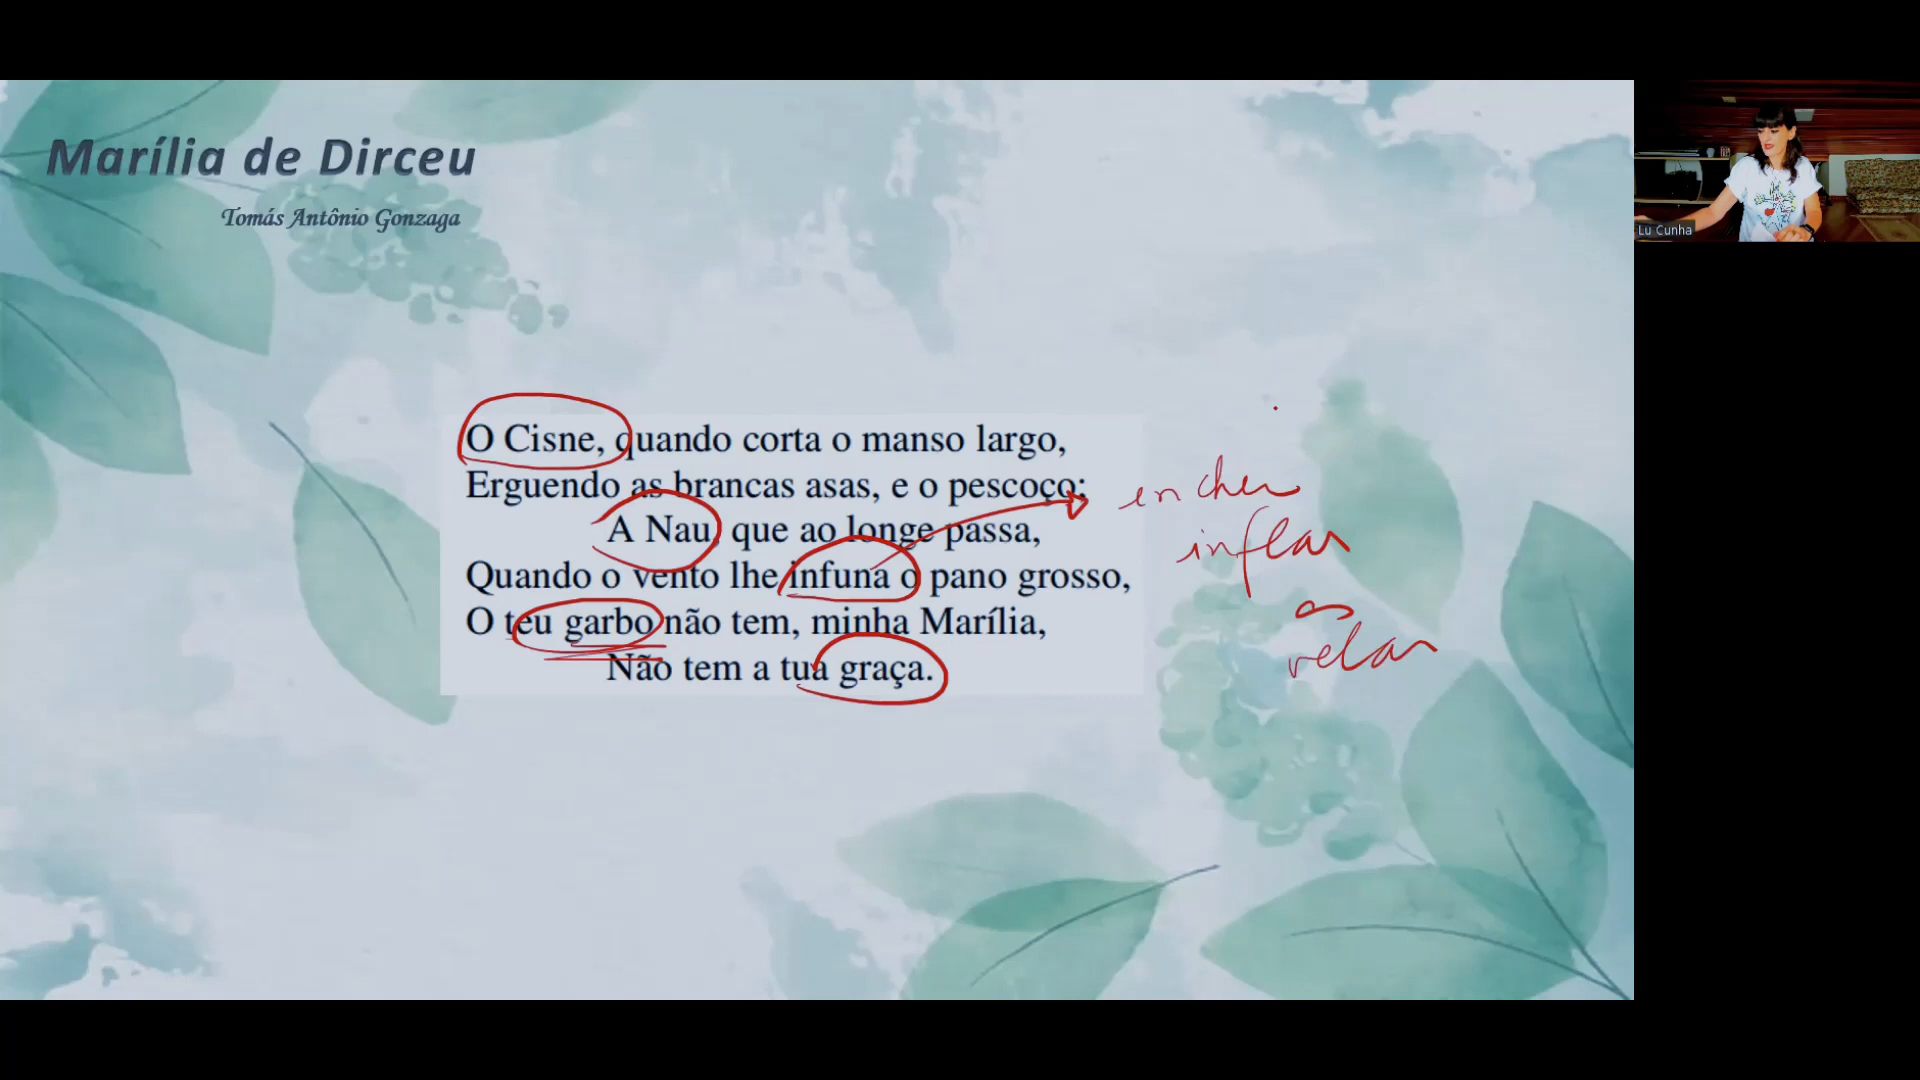 Marília de Dirceu
Tomás Antônio Gonzaga
O Cisne, quando corta o manso largo,
Erguendo as brancas asas, e o pescoço;
A Nau, que ao longe passa,
Quando o vento lhe infuna o pano grosso,
O teu garbo não tem, minha Marília,
Não tem a tua graça.
encher
inflar
as
velas
Lu Cunha